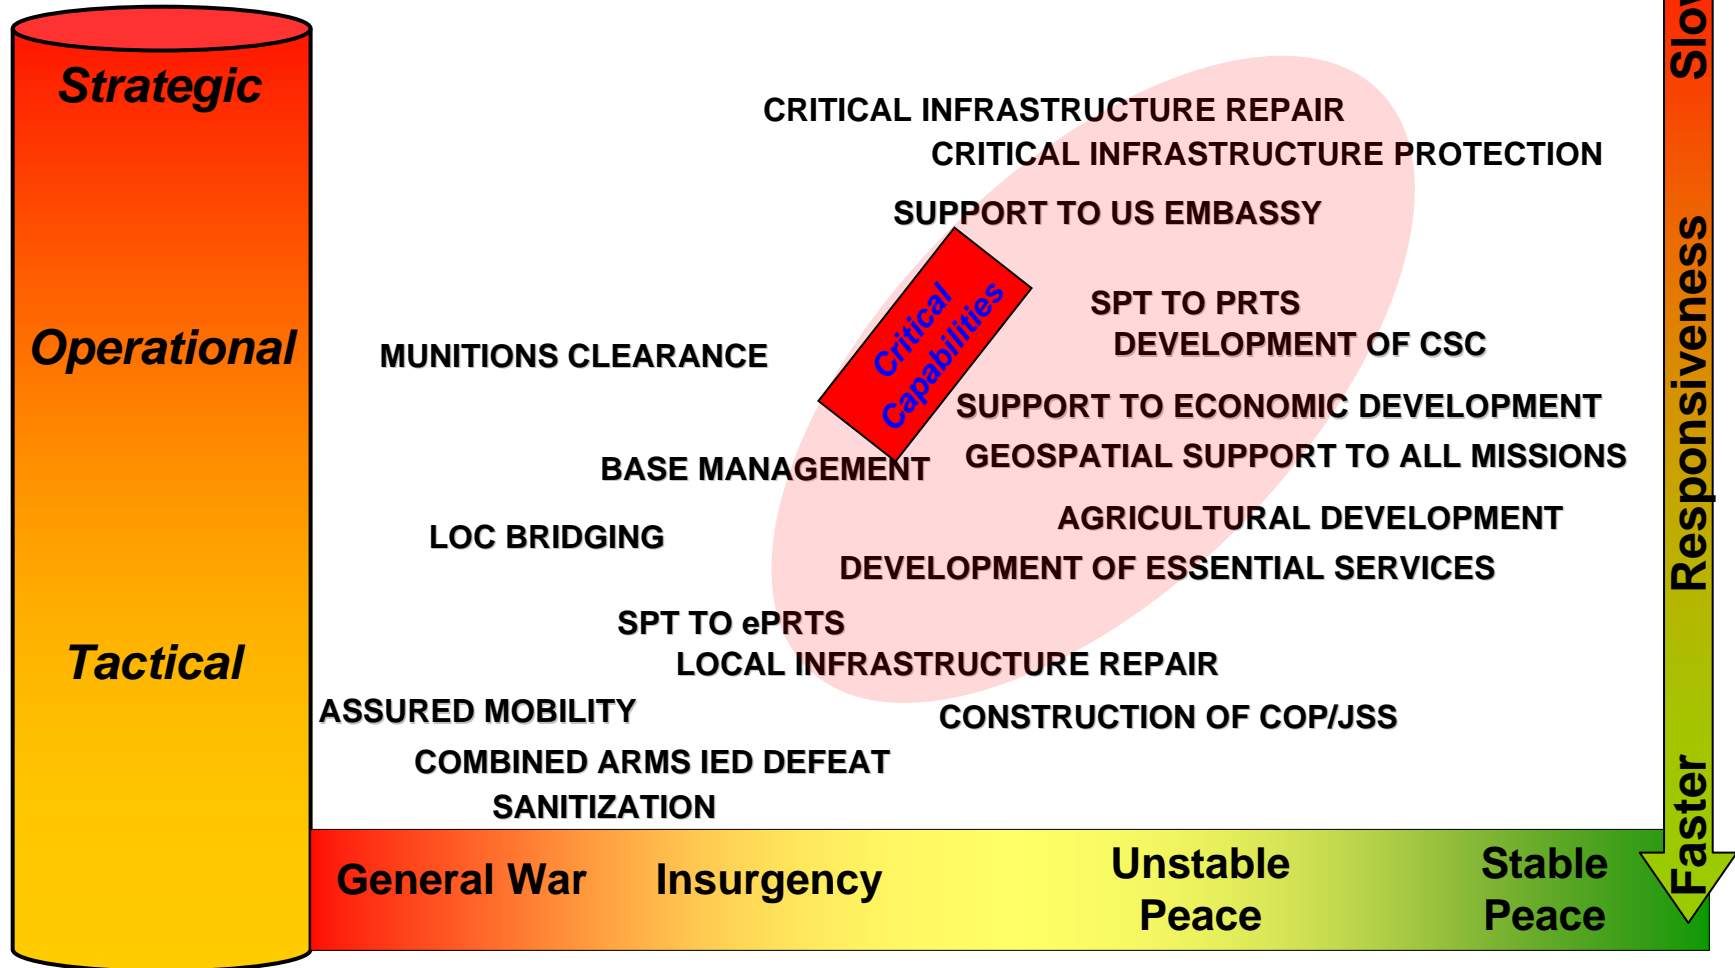 Strategic
CRITICAL INFRASTRUCTURE REPAIR
CRITICAL INFRASTRUCTURE PROTECTION
SUPPORT TO US EMBASSY
Operational
MUNITIONS CLEARANCE
Critical
Capabilities
SPT TO PRTS
DEVELOPMENT OF CSC
SUPPORT TO ECONOMIC DEVELOPMENT
GEOSPATIAL SUPPORT TO ALL MISSIONS
BASE MANAGEMENT
AGRICULTURAL DEVELOPMENT
LOC BRIDGING
DEVELOPMENT OF ESSENTIAL SERVICES
Tactical
SPT TO ePRTS
LOCAL INFRASTRUCTURE REPAIR
ASSURED MOBILITY
CONSTRUCTION OF COP/JSS
COMBINED ARMS IED DEFEAT
SANITIZATION
General War
Insurgency
Unstable
Peace
Stable
Peace
Faster Responsiveness